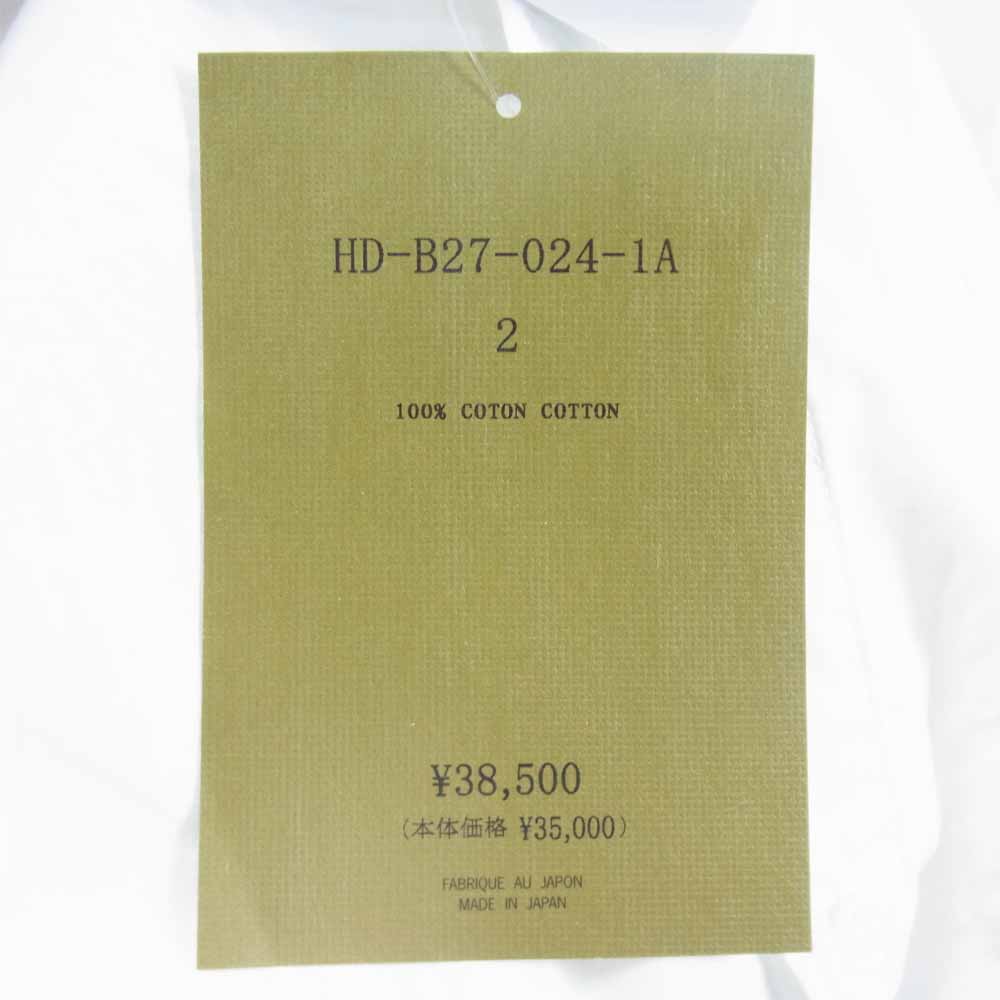 HD-B27-024-1A
2
100% COTON COTTON
¥38,500
(本体価格 ¥35,000)
FABRIQUE AU JAPON
MADE IN JAPAN